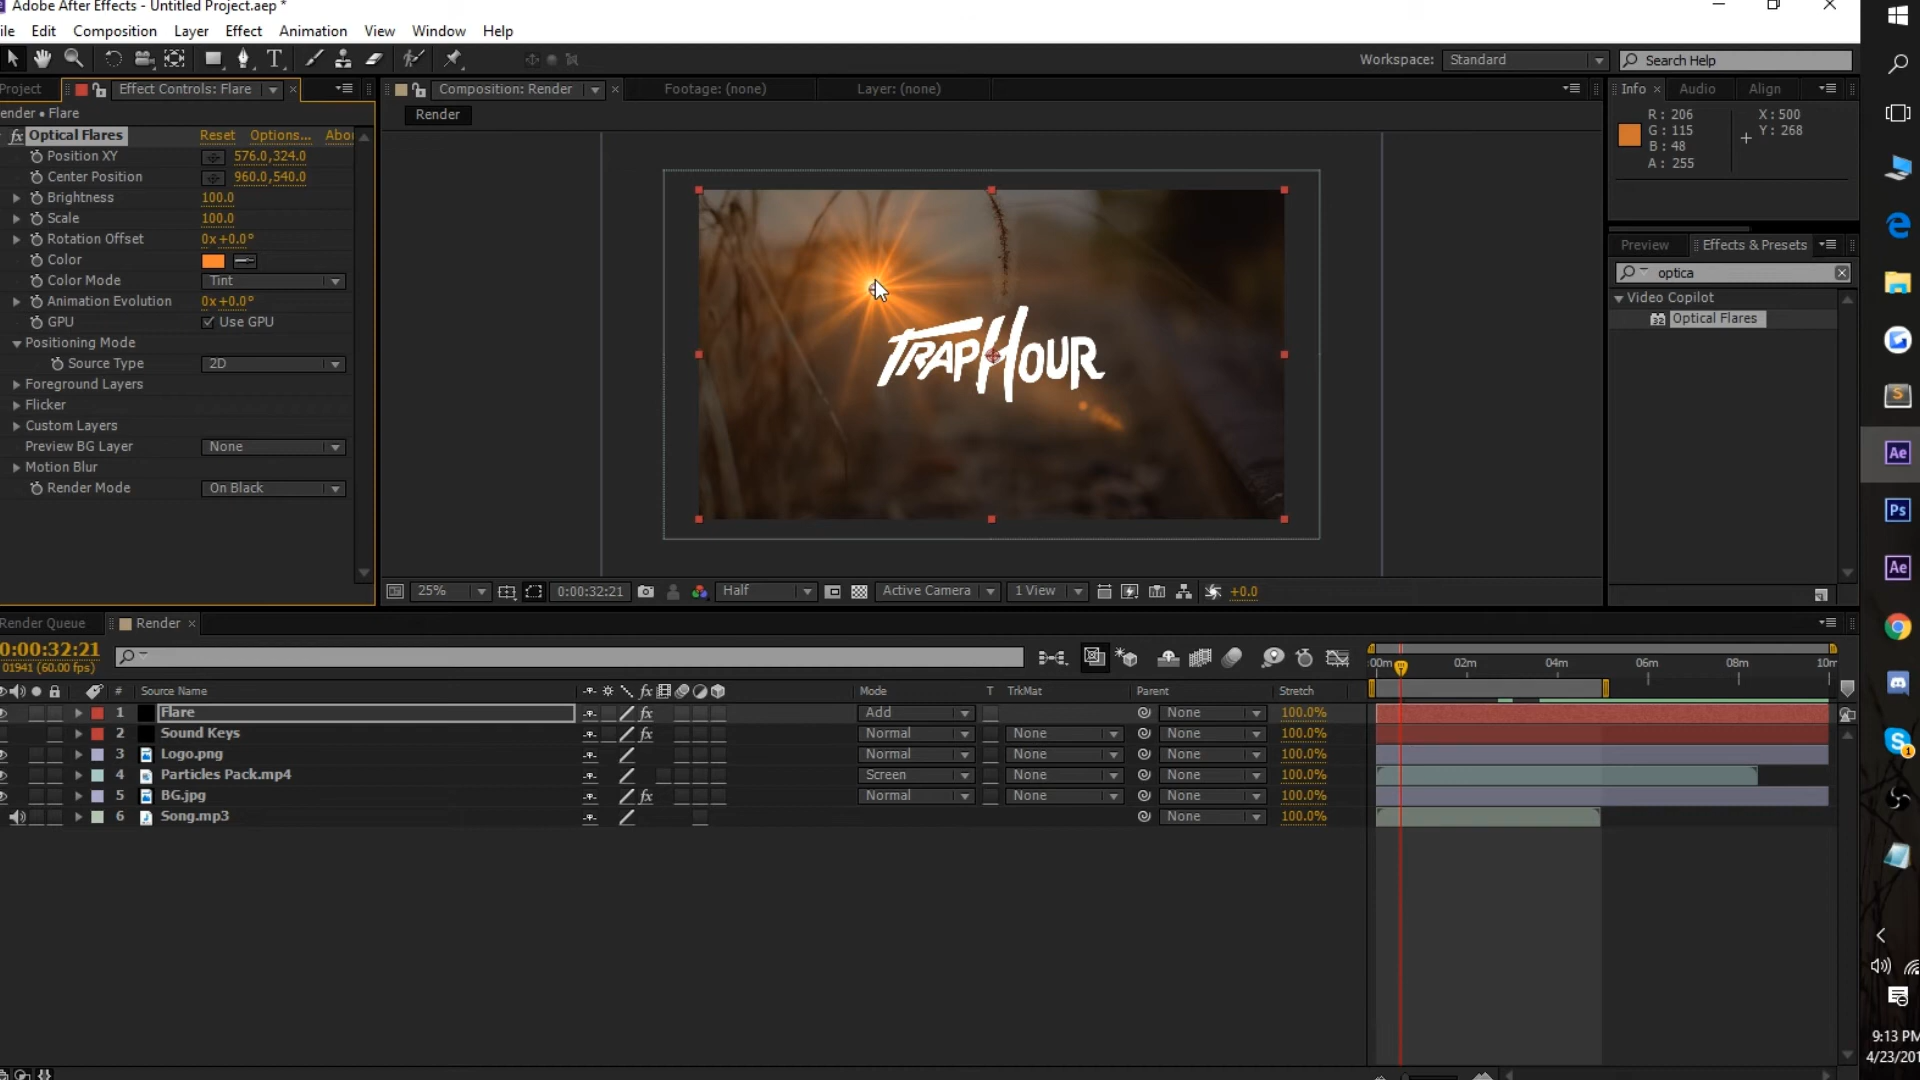 Adobe After Effects - Untitled Project.aep *
ile Edit Composition Layer Effect Animation View Window Help
Workspace: Standard Search Help
Project Effect Controls: Flare Composition: Render Footage: (none) Layer: (none) Info Audio Align
ender • Flare
Render
R : 206 X : 500
G : 115 Y : 268
B : 48
A : 255
fx Optical Flares Reset Options... Abou
Position XY 576.0,324.0
Center Position 960.0,540.0
Brightness 100.0
Scale 100.0
Rotation Offset 0x+0.0°
Color
Color Mode Tint
Animation Evolution 0x+0.0°
GPU Use GPU
Positioning Mode
Source Type 2D
Foreground Layers
Flicker
Custom Layers
Preview BG Layer None
Motion Blur
Render Mode On Black
TRAPHOUR
Preview Effects & Presets
optica
Video Copilot
32 Optical Flares
25% 0:00:32:21 Half Active Camera 1 View +0.0
Render Queue Render
0:00:32:21
01941 (60.00 fps)
:00m 02m 04m 06m 08m 10m
# Source Name fx Mode T TrkMat Parent Stretch
1 Flare fx Add None 100.0%
2 Sound Keys fx Normal None None 100.0%
3 Logo.png Normal None None 100.0%
4 Particles Pack.mp4 Screen None None 100.0%
5 BG.jpg fx Normal None None 100.0%
6 Song.mp3 None 100.0%
Ae
Ps
Ae
1
9:13 PM
4/23/201